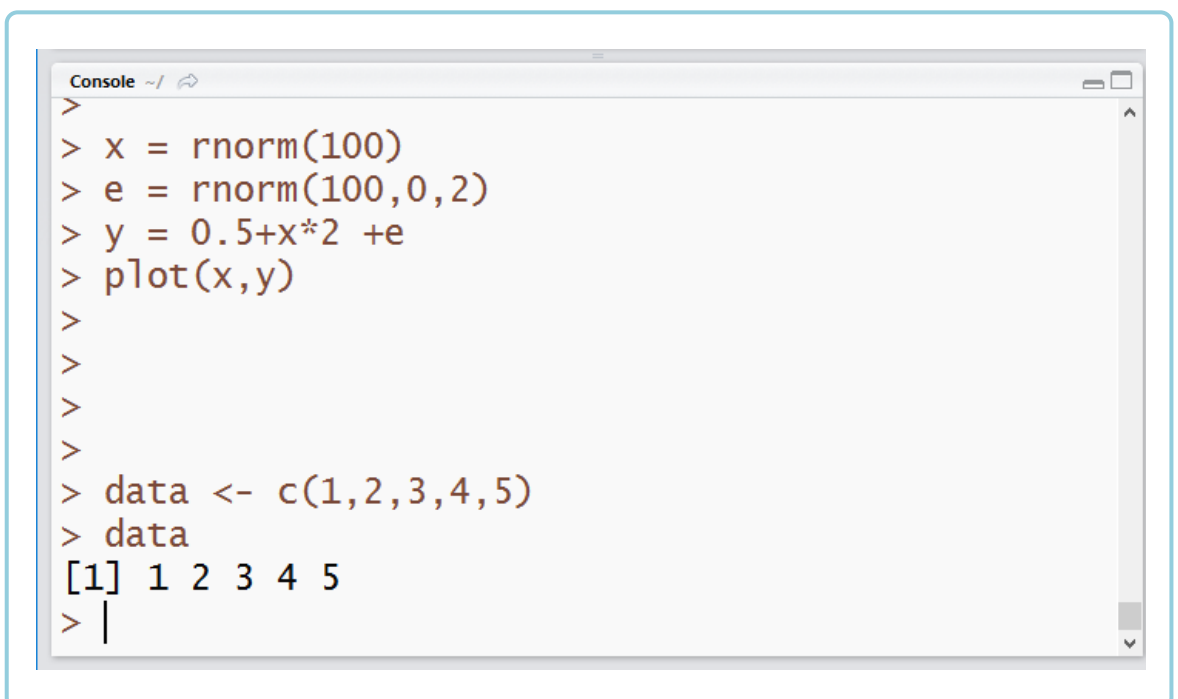 Console ~/
>
> x = rnorm(100)
> e = rnorm(100,0,2)
> y = 0.5+x*2 +e
> plot(x,y)
>
>
>
>
> data <- c(1,2,3,4,5)
> data
[1] 1 2 3 4 5
>